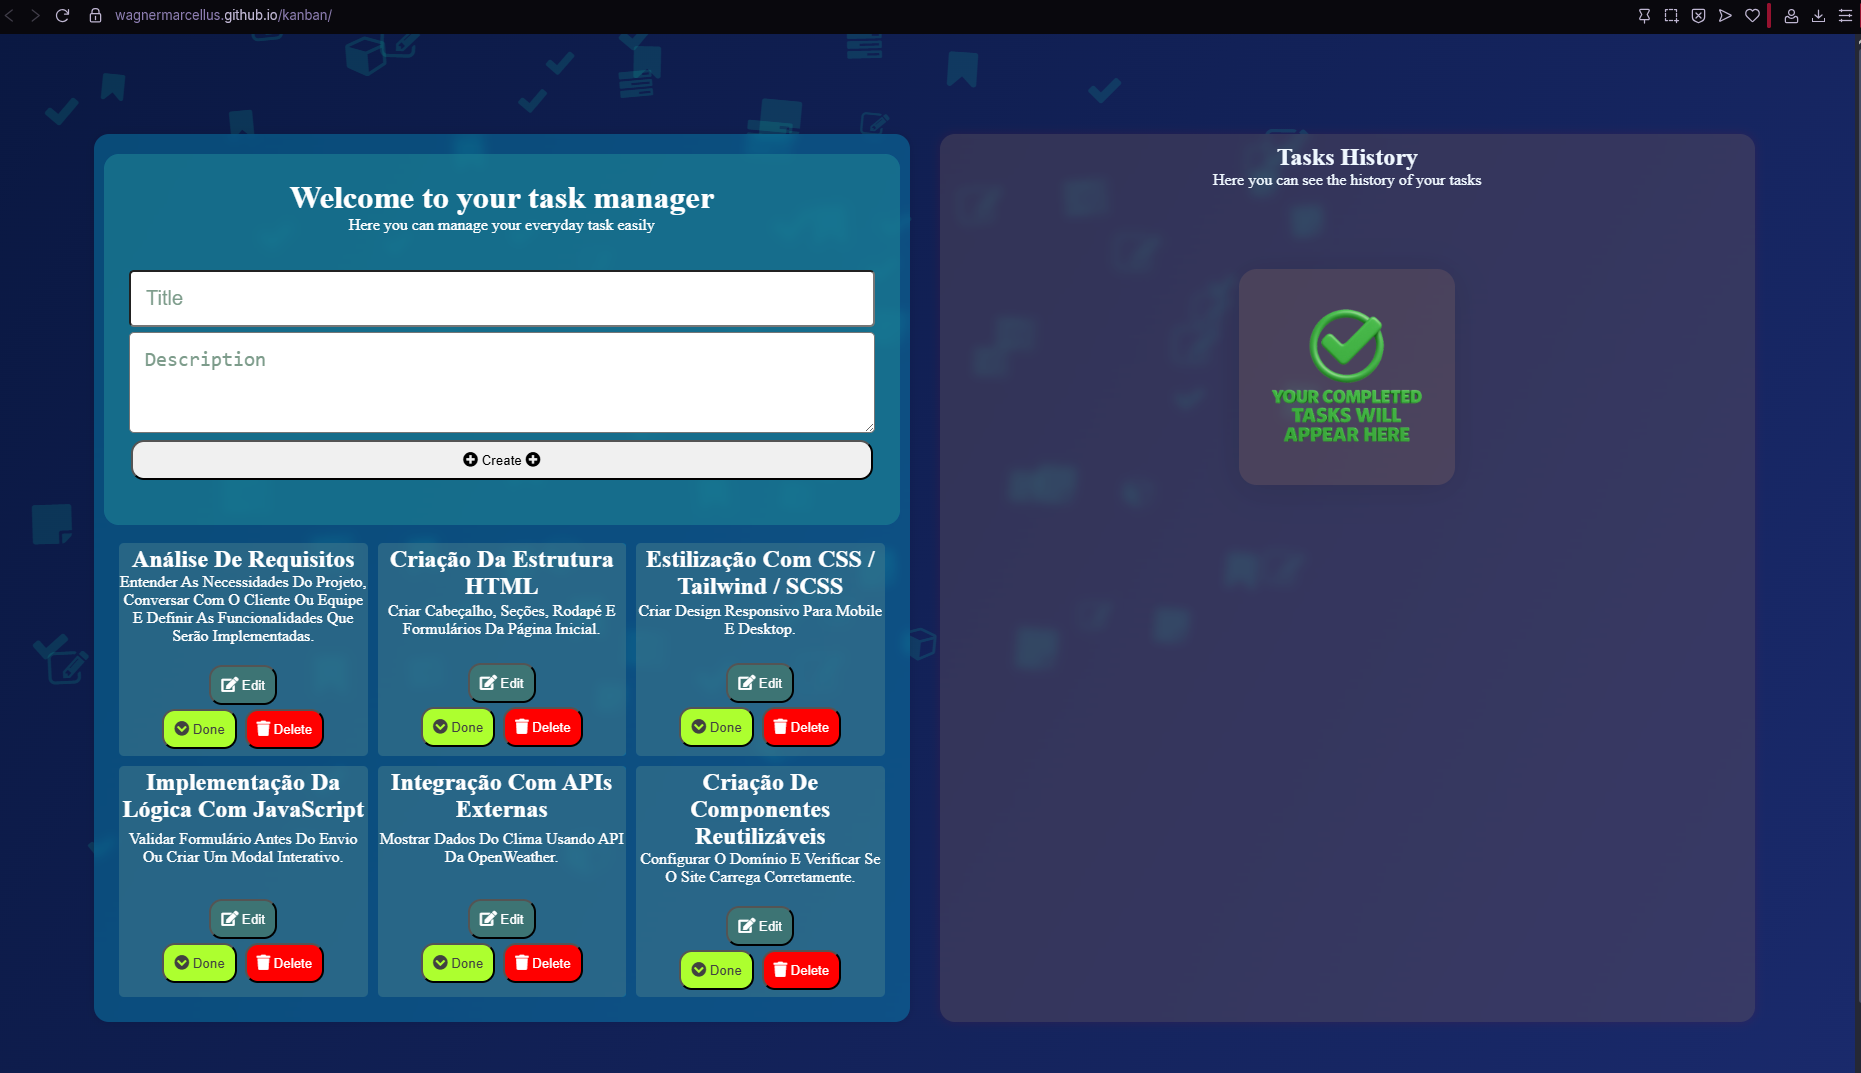 wagnermarcellus.github.io/kanban/
Welcome to your task manager
Here you can manage your everyday task easily
Title
Description
Create
Análise De Requisitos
Entender As Necessidades Do Projeto,
Conversar Com O Cliente Ou Equipe
E Definir As Funcionalidades Que
Serão Implementadas.
Edit
Done
Delete
Criação Da Estrutura
HTML
Criar Cabeçalho, Seções, Rodapé E
Formulários Da Página Inicial.
Edit
Done
Delete
Estilização Com CSS /
Tailwind / SCSS
Criar Design Responsivo Para Mobile
E Desktop.
Edit
Done
Delete
Implementação Da
Lógica Com JavaScript
Validar Formulário Antes Do Envio
Ou Criar Um Modal Interativo.
Edit
Done
Delete
Integração Com APIs
Externas
Mostrar Dados Do Clima Usando API
Da OpenWeather.
Edit
Done
Delete
Criação De
Componentes
Reutilizáveis
Configurar O Domínio E Verificar Se
O Site Carrega Corretamente.
Edit
Done
Delete
Tasks History
Here you can see the history of your tasks
YOUR COMPLETED
TASKS WILL
APPEAR HERE